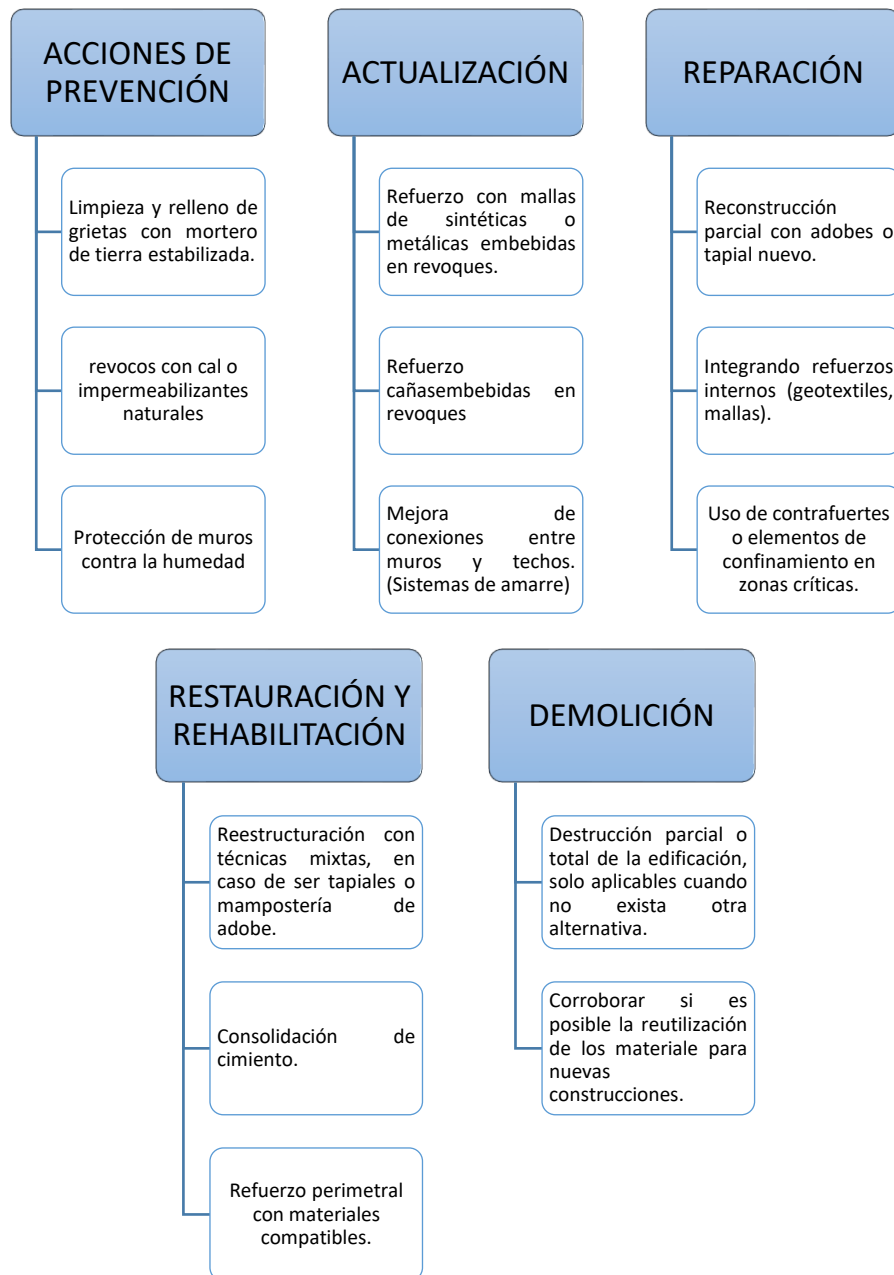 ACCIONES DE
PREVENCIÓN
Limpieza y relleno de
grietas con mortero
de tierra estabilizada.
revocos con cal o
impermeabilizantes
naturales
Protección de muros
contra la humedad
ACTUALIZACIÓN
Refuerzo con mallas
de sintéticas o
metálicas embebidas
en revoques.
Refuerzo
cañasembebidas en
revoques
Mejora de
conexiones entre
muros y techos.
(Sistemas de amarre)
REPARACIÓN
Reconstrucción
parcial con adobes o
tapial nuevo.
Integrando refuerzos
internos (geotextiles,
mallas).
Uso de contrafuertes
o elementos de
confinamiento en
zonas críticas.
RESTAURACIÓN Y
REHABILITACIÓN
Reestructuración con
técnicas mixtas, en
caso de ser tapiales o
mampostería de
adobe.
Consolidación de
cimiento.
Refuerzo perimetral
con materiales
compatibles.
DEMOLICIÓN
Destrucción parcial o
total de la edificación,
solo aplicables cuando
no exista otra
alternativa.
Corroborar si es
posible la reutilización
de los materiale para
nuevas
construcciones.